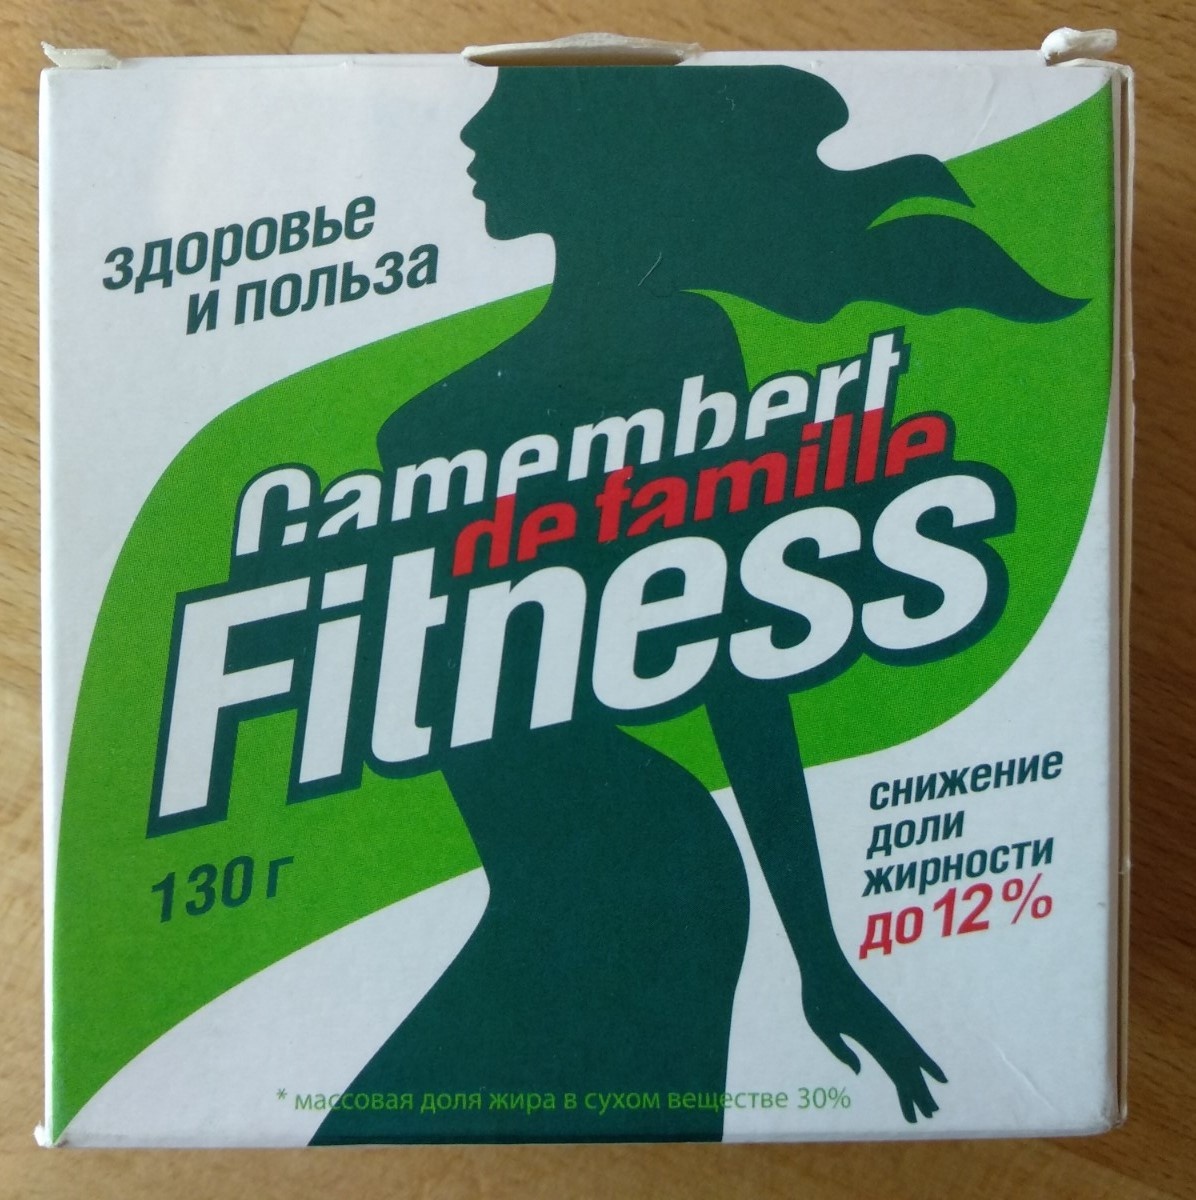 здоровье
и польза
Camembert
de famille
Fitness
130 г
снижение
доли
жирности
до 12%
* массовая доля жира в сухом веществе 30%